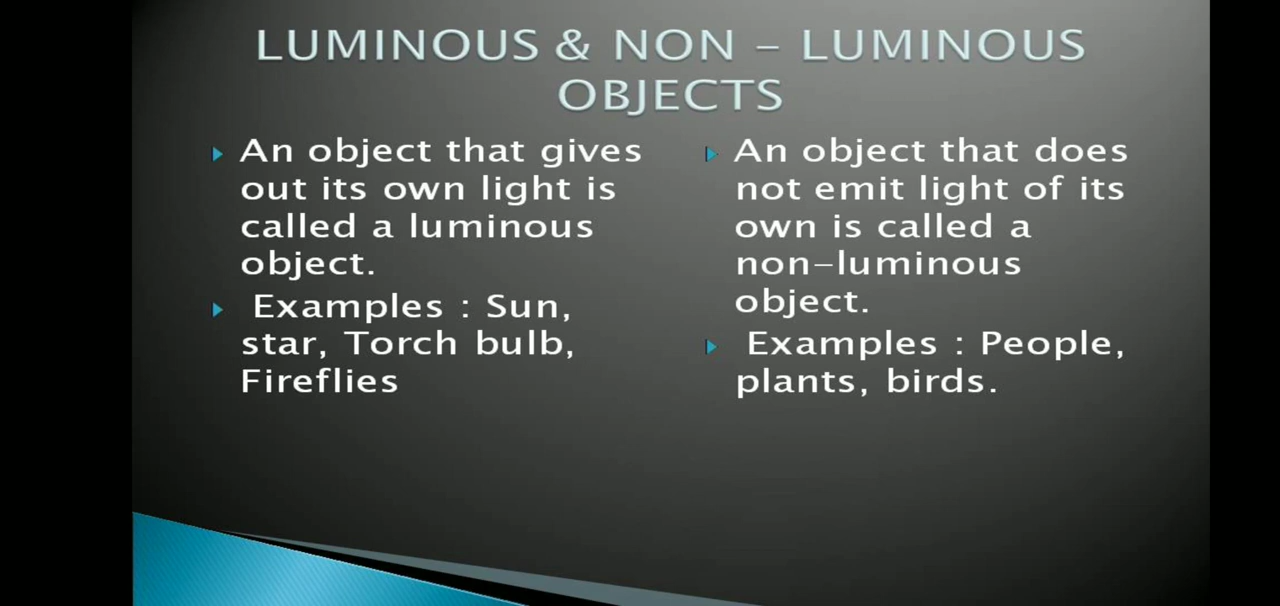 LUMINOUS & NON – LUMINOUS
OBJECTS
An object that gives
out its own light is
called a luminous
object.
Examples : Sun,
star, Torch bulb,
Fireflies
An object that does
not emit light of its
own is called a
non-luminous
object.
Examples : People,
plants, birds.